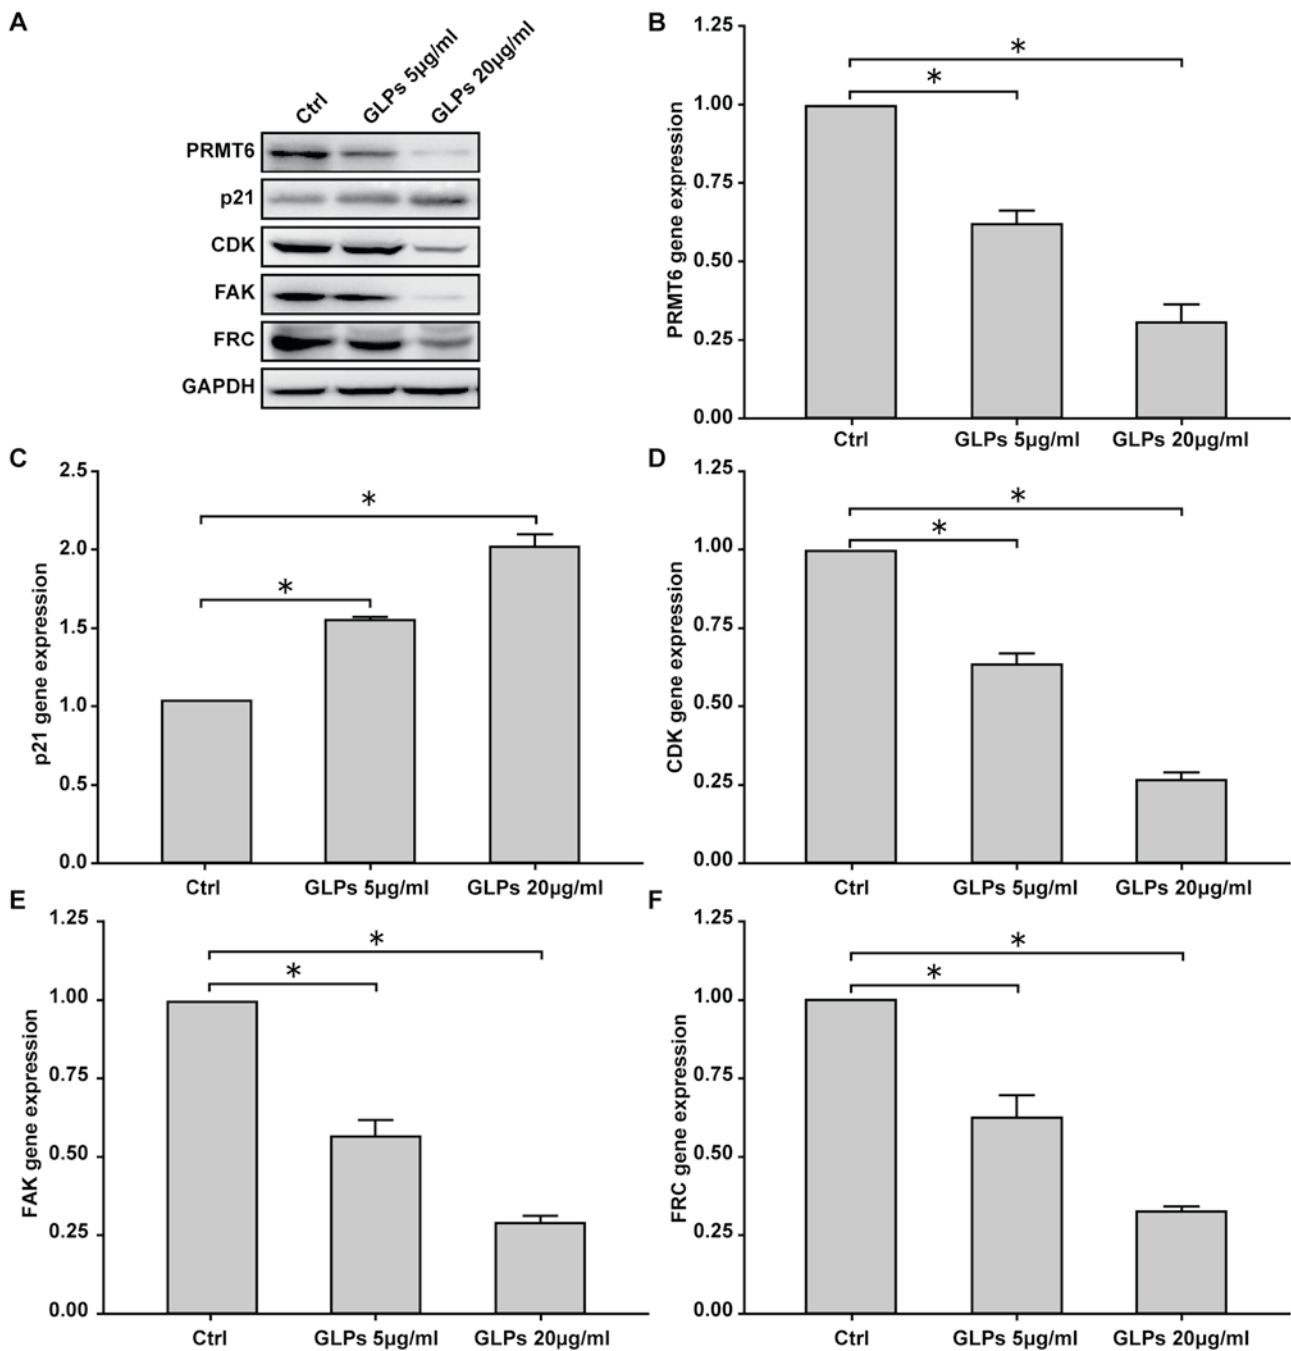 A
Ctrl
GLPs 5µg/ml
GLPs 20µg/ml
PRMT6
p21
CDK
FAK
FRC
GAPDH
B
PRMT6 gene expression
1.25
1.00
0.75
0.50
0.25
0.00
*
*
Ctrl
GLPs 5µg/ml
GLPs 20µg/ml
C
p21 gene expression
2.5
2.0
1.5
1.0
0.5
0.0
*
*
Ctrl
GLPs 5µg/ml
GLPs 20µg/ml
D
CDK gene expression
1.25
1.00
0.75
0.50
0.25
0.00
*
*
Ctrl
GLPs 5µg/ml
GLPs 20µg/ml
E
FAK gene expression
1.25
1.00
0.75
0.50
0.25
0.00
*
*
Ctrl
GLPs 5µg/ml
GLPs 20µg/ml
F
FRC gene expression
1.25
1.00
0.75
0.50
0.25
0.00
*
*
Ctrl
GLPs 5µg/ml
GLPs 20µg/ml